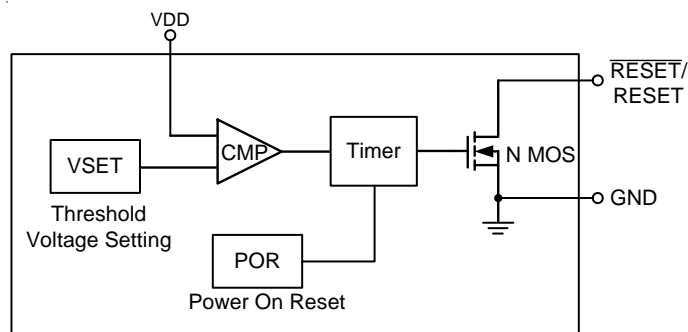 VDD
RESET/
RESET
CMP
Timer
N MOS
VSET
Threshold
Voltage Setting
GND
POR
Power On Reset